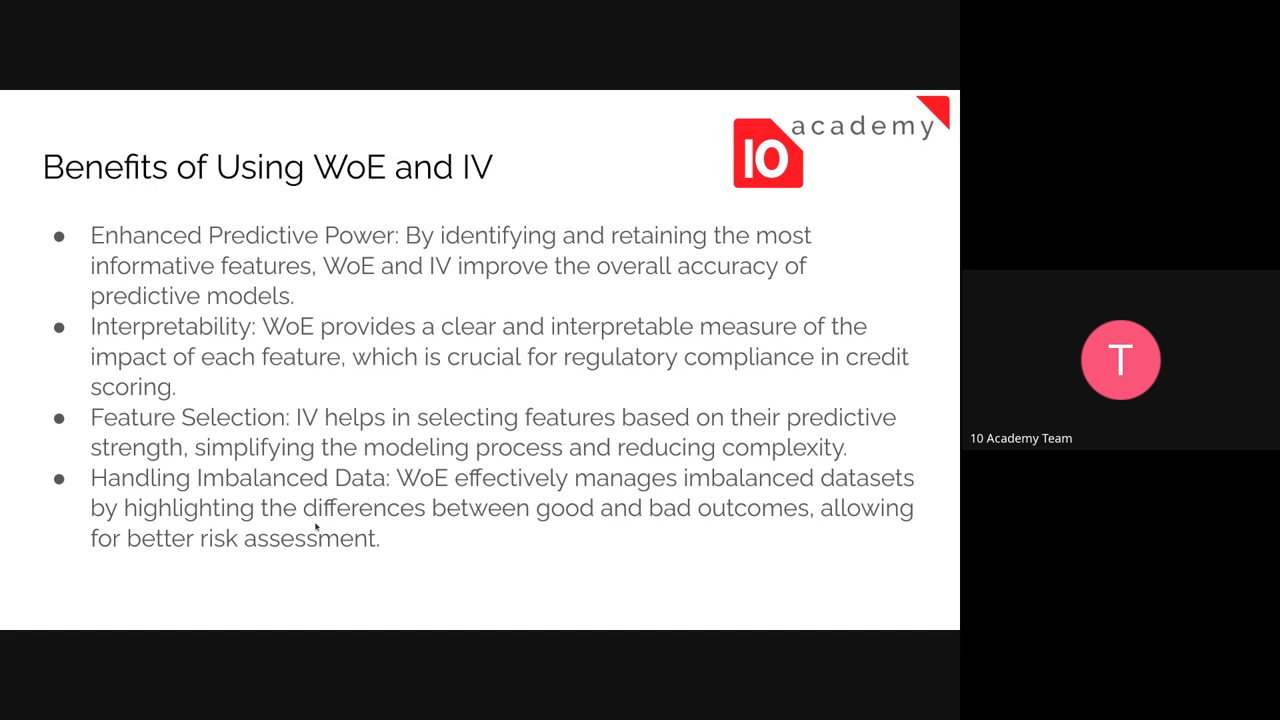 academy
10
Benefits of Using WoE and IV
● Enhanced Predictive Power: By identifying and retaining the most
informative features, WoE and IV improve the overall accuracy of
predictive models.
● Interpretability: WoE provides a clear and interpretable measure of the
impact of each feature, which is crucial for regulatory compliance in credit
scoring.
● Feature Selection: IV helps in selecting features based on their predictive
strength, simplifying the modeling process and reducing complexity.
● Handling Imbalanced Data: WoE effectively manages imbalanced datasets
by highlighting the differences between good and bad outcomes, allowing
for better risk assessment.
T
10 Academy Team